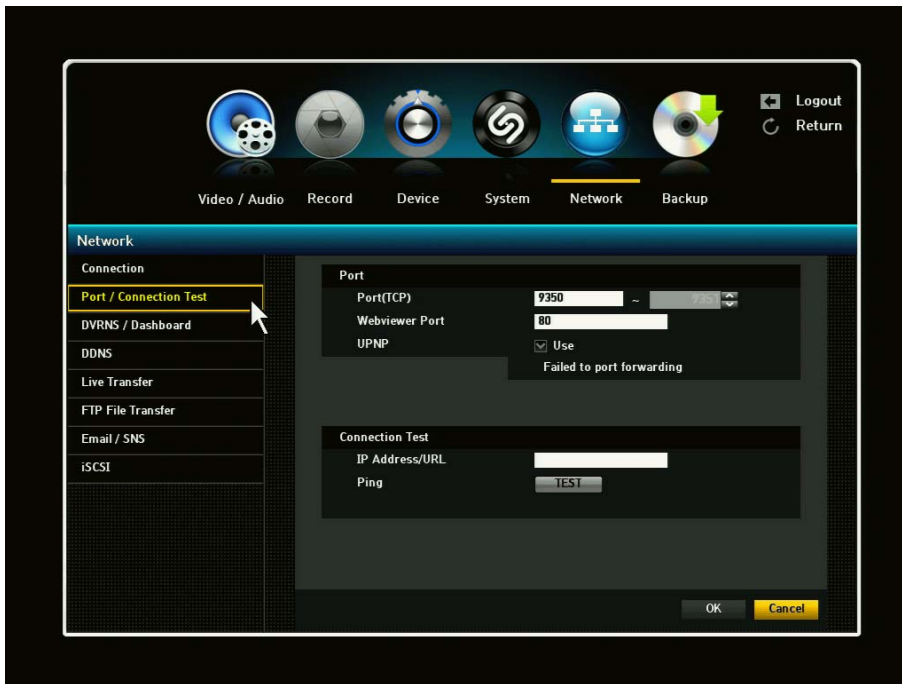 Logout
Return
Video / Audio Record Device System Network Backup
Network
Connection
Port / Connection Test
DVRNS / Dashboard
DDNS
Live Transfer
FTP File Transfer
Email / SNS
iSCSI
Port
Port(TCP) 9350 ~ 9351
Webviewer Port 80
UPNP Use
Failed to port forwarding
Connection Test
IP Address/URL
Ping TEST
OK Cancel